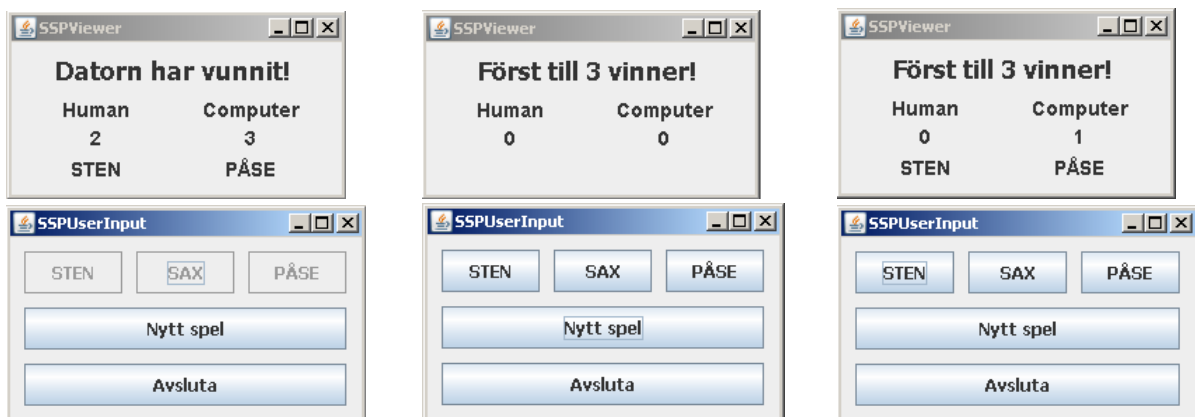 SSPViewer
Datorn har vunnit!
Human Computer
2 3
STEN PÅSE
SSPUserInput
STEN SAX PÅSE
Nytt spel
Avsluta
SSPViewer
Först till 3 vinner!
Human Computer
0 0
SSPUserInput
STEN SAX PÅSE
Nytt spel
Avsluta
SSPViewer
Först till 3 vinner!
Human Computer
0 1
STEN PÅSE
SSPUserInput
STEN SAX PÅSE
Nytt spel
Avsluta